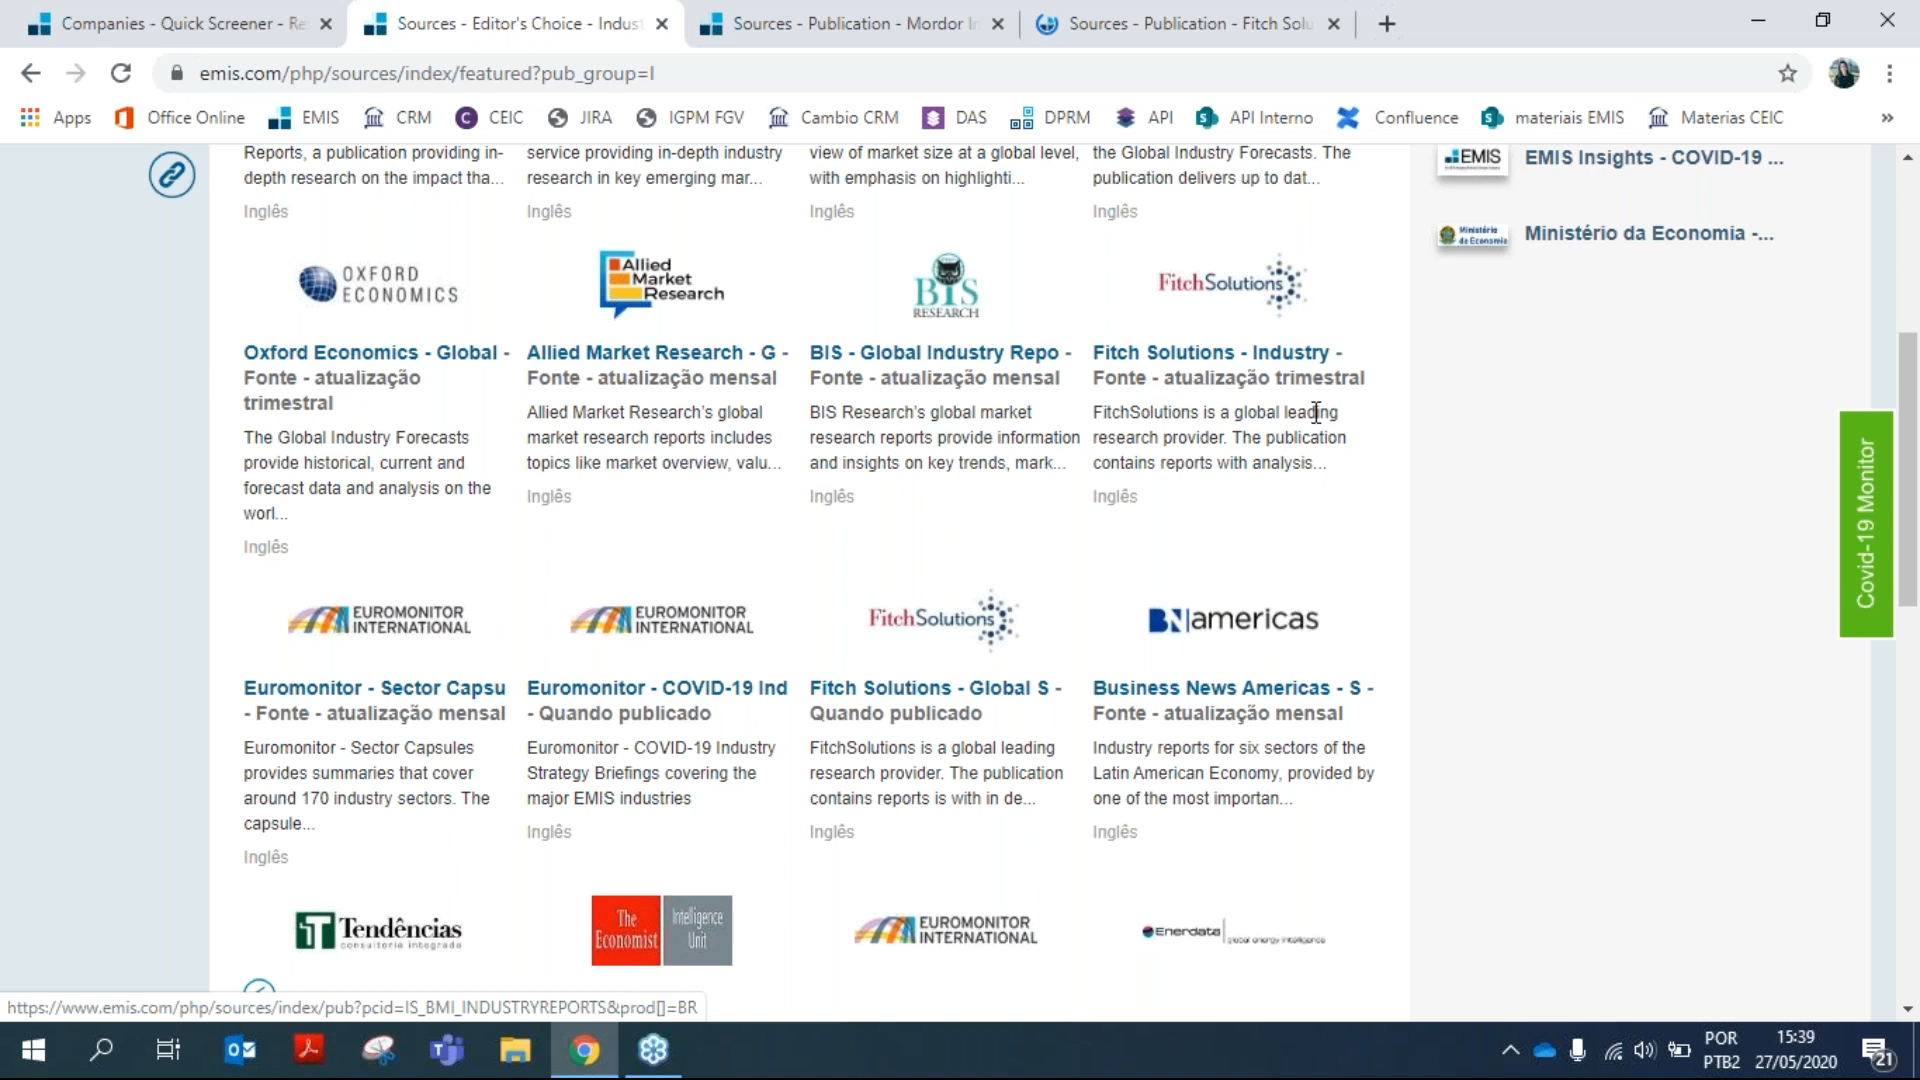 Companies - Quick Screener - Re
Sources - Editor's Choice - Indust
Sources - Publication - Mordor In
Sources - Publication - Fitch Solu
emis.com/php/sources/index/featured?pub_group=I
Apps
Office Online
EMIS
CRM
CEIC
JIRA
IGPM FGV
Cambio CRM
DAS
DPRM
API
API Interno
Confluence
materiais EMIS
Materias CEIC
»
Reports, a publication providing in-
depth research on the impact tha...
Inglês
service providing in-depth industry
research in key emerging mar...
Inglês
view of market size at a global level,
with emphasis on highlighti...
Inglês
the Global Industry Forecasts. The
publication delivers up to dat...
Inglês
EMIS
EMIS Insights - COVID-19 ...
Ministério
da Economia
Ministério da Economia -...
OXFORD
ECONOMICS
Oxford Economics - Global -
Fonte - atualização
trimestral
The Global Industry Forecasts
provide historical, current and
forecast data and analysis on the
worl...
Inglês
Allied
Market
Research
Allied Market Research - G -
Fonte - atualização mensal
Allied Market Research's global
market research reports includes
topics like market overview, valu...
Inglês
BIS
RESEARCH
BIS - Global Industry Repo -
Fonte - atualização mensal
BIS Research's global market
research reports provide information
and insights on key trends, mark...
Inglês
FitchSolutions
Fitch Solutions - Industry -
Fonte - atualização trimestral
FitchSolutions is a global leading
research provider. The publication
contains reports with analysis...
Inglês
EUROMONITOR
INTERNATIONAL
Euromonitor - Sector Capsu
- Fonte - atualização mensal
Euromonitor - Sector Capsules
provides summaries that cover
around 170 industry sectors. The
capsule...
Inglês
EUROMONITOR
INTERNATIONAL
Euromonitor - COVID-19 Ind
- Quando publicado
Euromonitor - COVID-19 Industry
Strategy Briefings covering the
major EMIS industries
Inglês
FitchSolutions
Fitch Solutions - Global S -
Quando publicado
FitchSolutions is a global leading
research provider. The publication
contains reports is with in de...
Inglês
BN|americas
Business News Americas - S -
Fonte - atualização mensal
Industry reports for six sectors of the
Latin American Economy, provided by
one of the most importan...
Inglês
Covid-19 Monitor
Tendências
consultoria integrada
The
Economist
Intelligence
Unit
EUROMONITOR
INTERNATIONAL
Enerdata
global energy intelligence
https://www.emis.com/php/sources/index/pub?pcid=IS_BMI_INDUSTRYREPORTS&prod[]=BR
POR
PTB2
15:39
27/05/2020
21